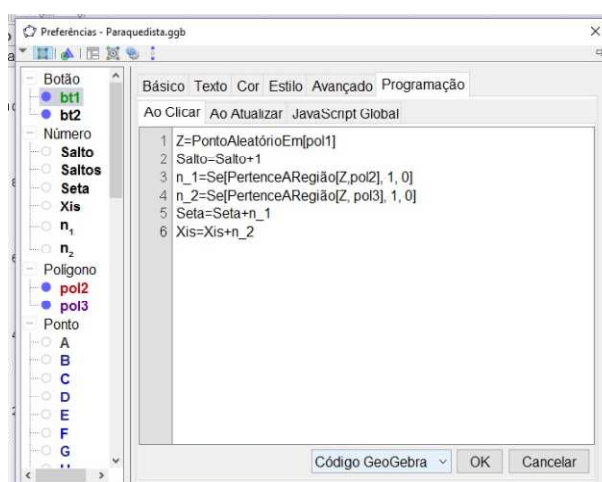 Preferências - Paraquedista.ggb
Botão
bt1
bt2
Número
Salto
Saltos
Seta
Xis
n₁
n₂
Polígono
pol2
pol3
Ponto
A
B
C
D
E
F
G
Básico Texto Cor Estilo Avançado Programação
Ao Clicar Ao Atualizar JavaScript Global
1 Z=PontoAleatórioEm[pol1]
2 Salto=Salto+1
3 n_1=Se[PertenceARegião[Z,pol2], 1, 0]
4 n_2=Se[PertenceARegião[Z, pol3], 1, 0]
5 Seta=Seta+n_1
6 Xis=Xis+n_2
Código GeoGebra OK Cancelar